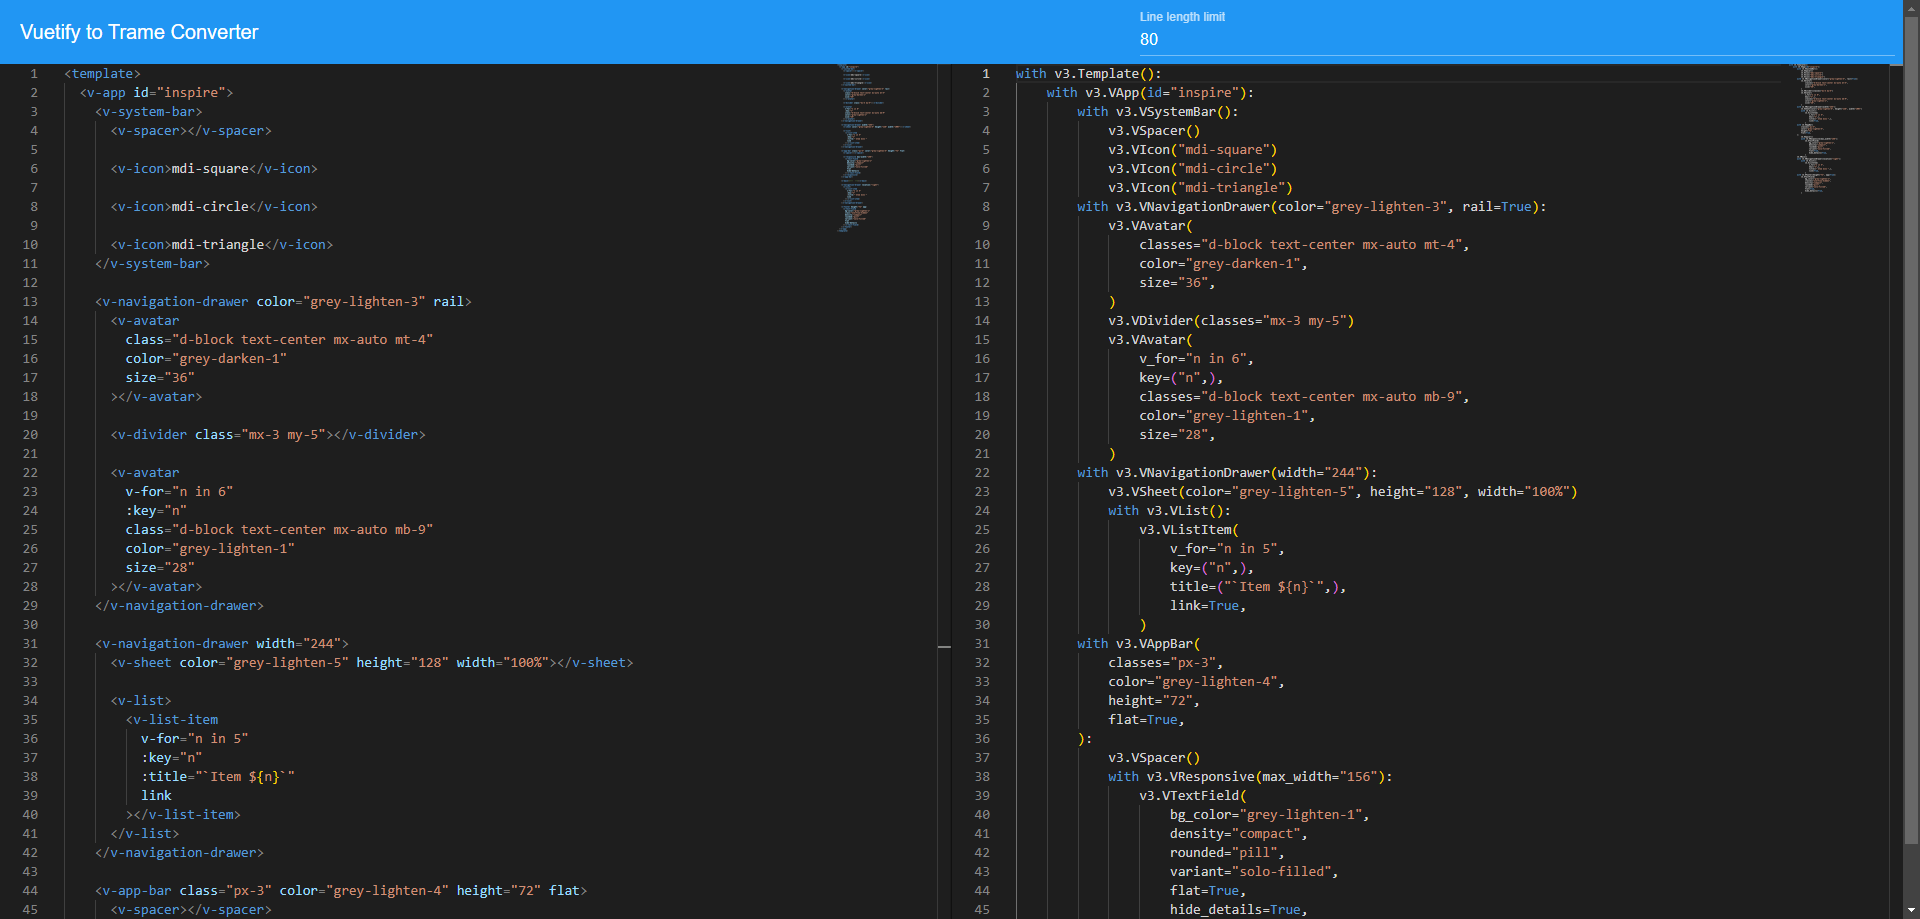 Vuetify to Trame Converter
Line length limit
80
1 <template>
2 <v-app id="inspire">
3 <v-system-bar>
4 <v-spacer></v-spacer>
5
6 <v-icon>mdi-square</v-icon>
7
8 <v-icon>mdi-circle</v-icon>
9
10 <v-icon>mdi-triangle</v-icon>
11 </v-system-bar>
12
13 <v-navigation-drawer color="grey-lighten-3" rail>
14 <v-avatar
15 class="d-block text-center mx-auto mt-4"
16 color="grey-darken-1"
17 size="36"
18 ></v-avatar>
19
20 <v-divider class="mx-3 my-5"></v-divider>
21
22 <v-avatar
23 v-for="n in 6"
24 :key="n"
25 class="d-block text-center mx-auto mb-9"
26 color="grey-lighten-1"
27 size="28"
28 ></v-avatar>
29 </v-navigation-drawer>
30
31 <v-navigation-drawer width="244">
32 <v-sheet color="grey-lighten-5" height="128" width="100%"></v-sheet>
33
34 <v-list>
35 <v-list-item
36 v-for="n in 5"
37 :key="n"
38 :title="`Item ${n}`"
39 link
40 ></v-list-item>
41 </v-list>
42 </v-navigation-drawer>
43
44 <v-app-bar class="px-3" color="grey-lighten-4" height="72" flat>
45 <v-spacer></v-spacer>
1 with v3.Template():
2 with v3.VApp(id="inspire"):
3 with v3.VSystemBar():
4 v3.VSpacer()
5 v3.VIcon("mdi-square")
6 v3.VIcon("mdi-circle")
7 v3.VIcon("mdi-triangle")
8 with v3.VNavigationDrawer(color="grey-lighten-3", rail=True):
9 v3.VAvatar(
10 classes="d-block text-center mx-auto mt-4",
11 color="grey-darken-1",
12 size="36",
13 )
14 v3.VDivider(classes="mx-3 my-5")
15 v3.VAvatar(
16 v_for="n in 6",
17 key=("n",),
18 classes="d-block text-center mx-auto mb-9",
19 color="grey-lighten-1",
20 size="28",
21 )
22 with v3.VNavigationDrawer(width="244"):
23 v3.VSheet(color="grey-lighten-5", height="128", width="100%")
24 with v3.VList():
25 v3.VListItem(
26 v_for="n in 5",
27 key=("n",),
28 title=("`Item ${n}`",),
29 link=True,
30 )
31 with v3.VAppBar(
32 classes="px-3",
33 color="grey-lighten-4",
34 height="72",
35 flat=True,
36 ):
37 v3.VSpacer()
38 with v3.VResponsive(max_width="156"):
39 v3.VTextField(
40 bg_color="grey-lighten-1",
41 density="compact",
42 rounded="pill",
43 variant="solo-filled",
44 flat=True,
45 hide_details=True,